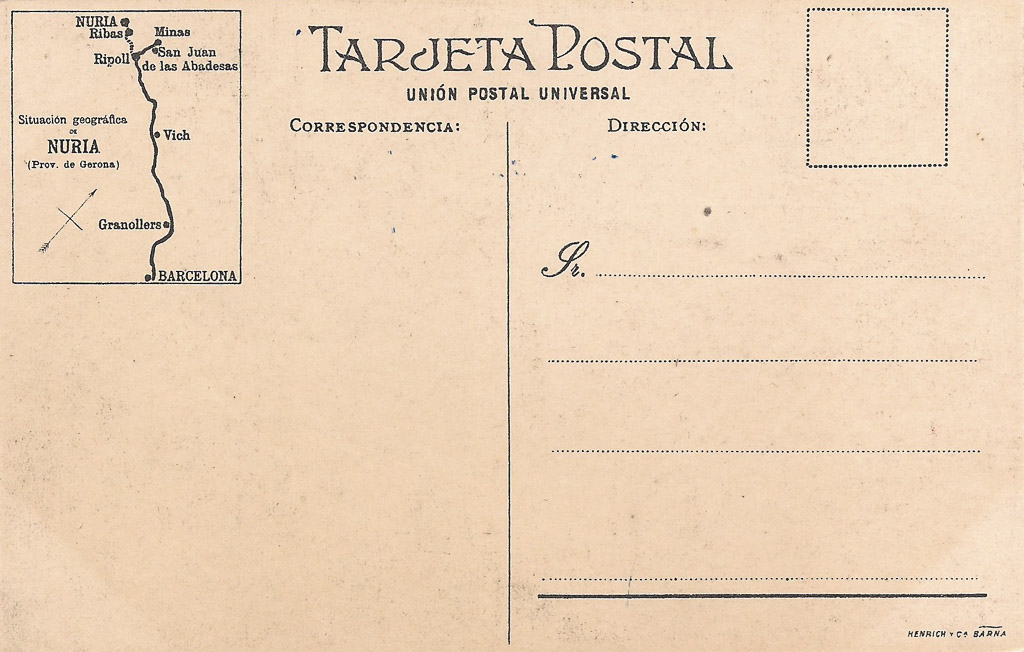 NURIA
Ribas
Minas
San Juan
de las Abadesas
Ripoll
Situación geográfica
DE
NURIA
(Prov. de Gerona)
Vich
Granollers
BARCELONA
TARJETA POSTAL
UNIÓN POSTAL UNIVERSAL
CORRESPONDENCIA:
DIRECCIÓN:
Sr.
HENRICH Y Cª BARNA